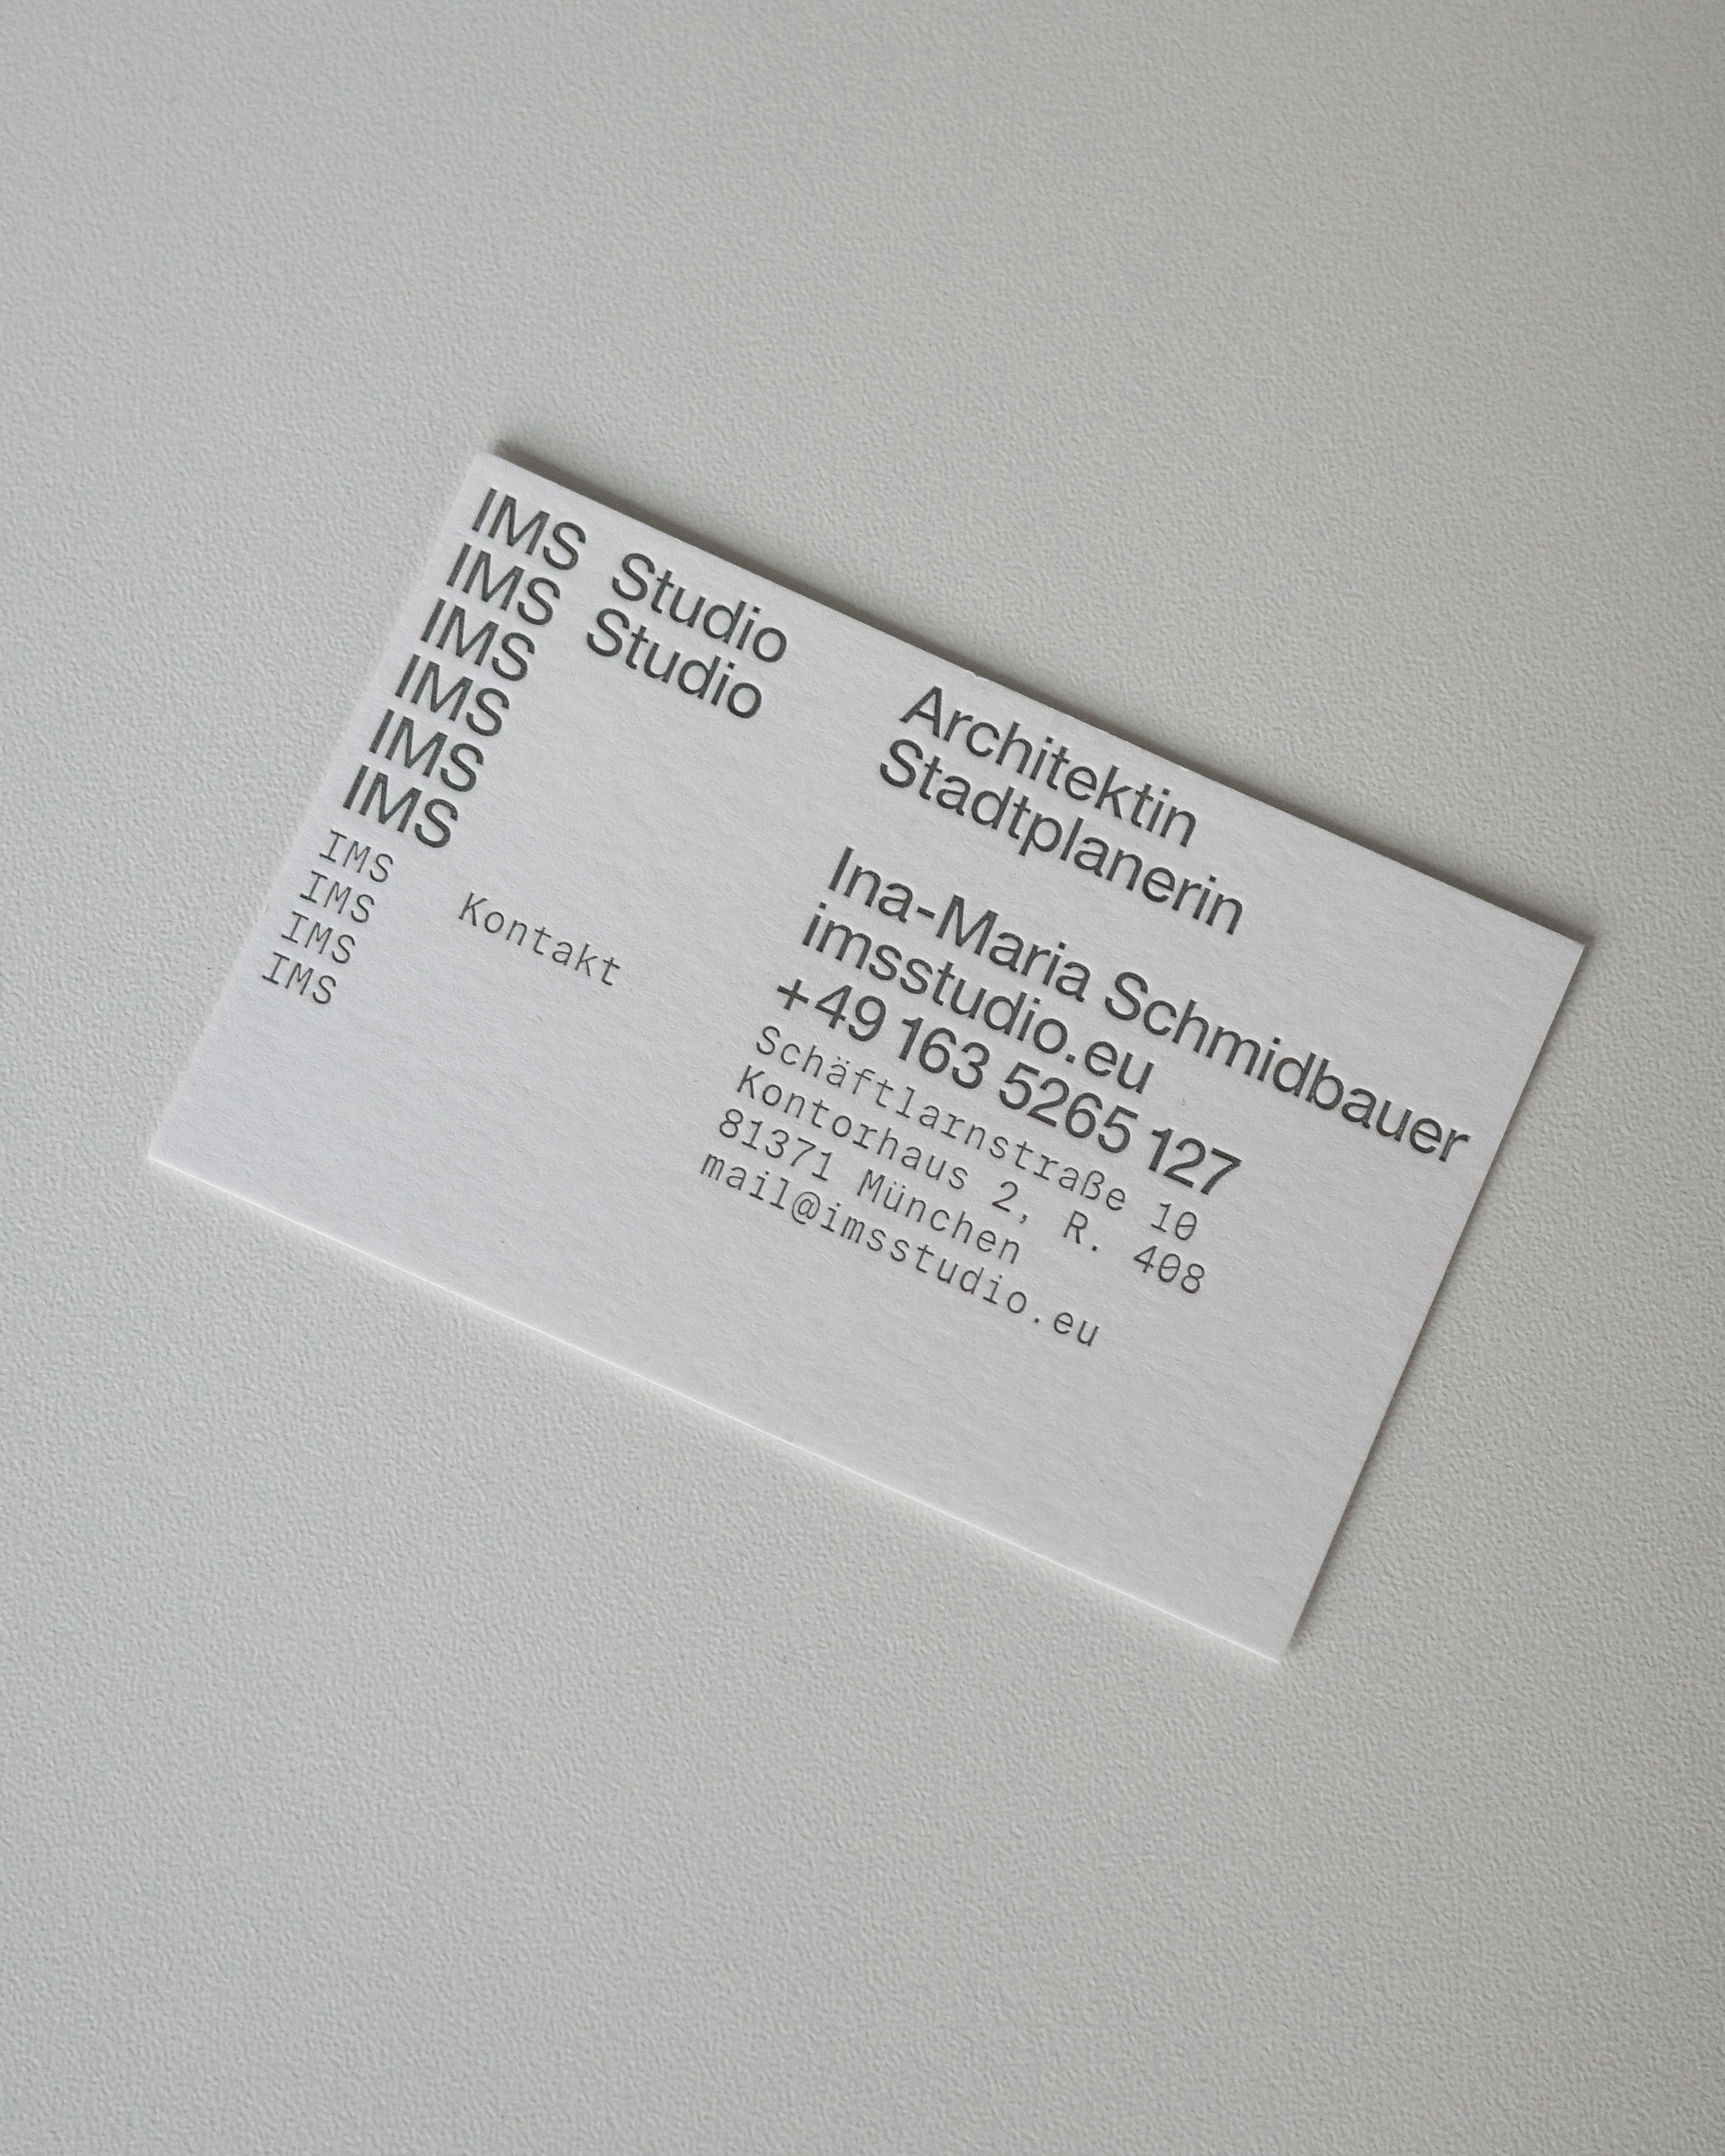 IMS Studio Architektin
IMS Studio Stadtplanerin
IMS
IMS Ina-Maria Schmidbauer
IMS imsstudio.eu
IMS +49 163 5265 127
IMS Schäftlarnstraße 10
IMS Kontakt Kontorhaus 2, R. 408
IMS 81371 München
IMS mail@imsstudio.eu